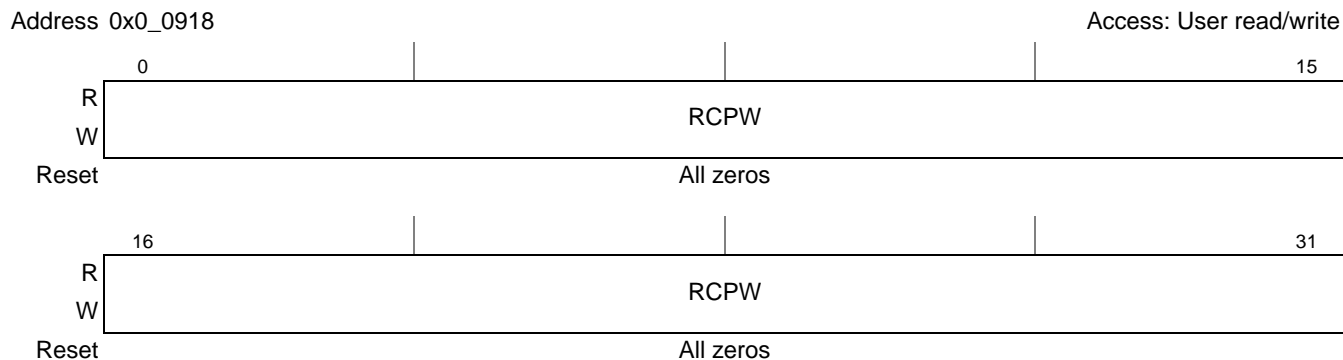 Address 0x0_0918 Access: User read/write
0 15
R
RCPW
W
Reset All zeros
16 31
R
RCPW
W
Reset All zeros